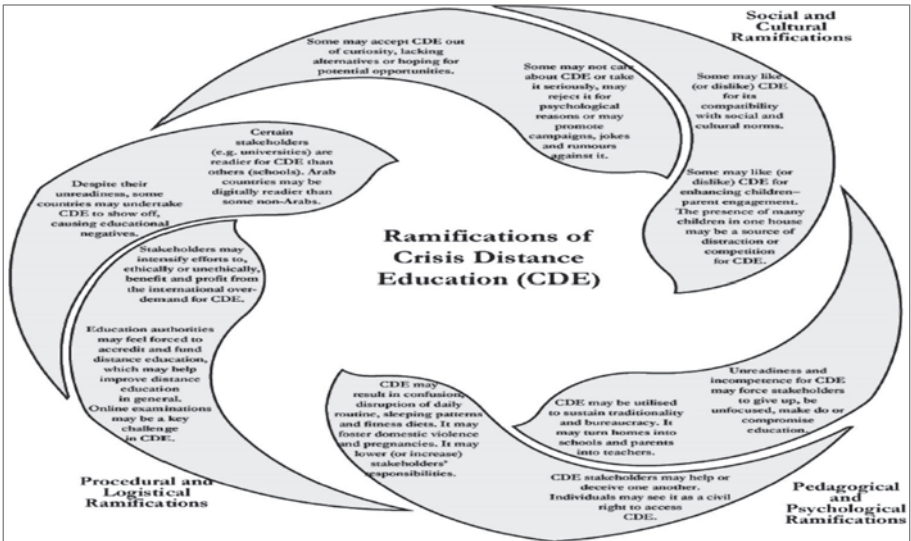 Social and
Cultural
Ramifications
Some may accept CDE out
of curiosity, lacking
alternatives or hoping for
potential opportunities.
Some may not care
about CDE or take
it seriously, may
reject it for
psychological
reasons or may
promote
campaigns, jokes
and rumours
against it.
Some may like
(or dislike) CDE
for its
compatibility
with social and
cultural norms.
Some may like (or
dislike) CDE for
enhancing children–
parent engagement.
The presence of many
children in one house
may be a source of
distraction or
competition
for CDE.
Certain
stakeholders
(e.g. universities) are
readier for CDE than
others (schools). Arab
countries may be
digitally readier than
some non-Arabs.
Despite their
unreadiness, some
countries may undertake
CDE to show off,
causing educational
negatives.
Stakeholders may
intensify efforts to,
ethically or unethically,
benefit and profit from
the international over-
demand for CDE.
Education authorities
may feel forced to
accredit and fund
distance education,
which may help
improve distance
education
in general.
Online examinations
may be a key
challenge
in CDE.
Procedural and
Logistical
Ramifications
Ramifications of
Crisis Distance
Education (CDE)
CDE may
result in confusion,
disruption of daily
routine, sleeping patterns
and fitness diets. It may
foster domestic violence
and pregnancies. It may
lower (or increase)
stakeholders'
responsibilities.
CDE may be utilised
to sustain traditionality
and bureaucracy. It
may turn homes into
schools and parents
into teachers.
Unreadiness and
incompetence for CDE
may force stakeholders
to give up, be
unfocused, make do or
compromise
education.
CDE stakeholders may help or
deceive one another.
Individuals may see it as a civil
right to access
CDE.
Pedagogical
and
Psychological
Ramifications